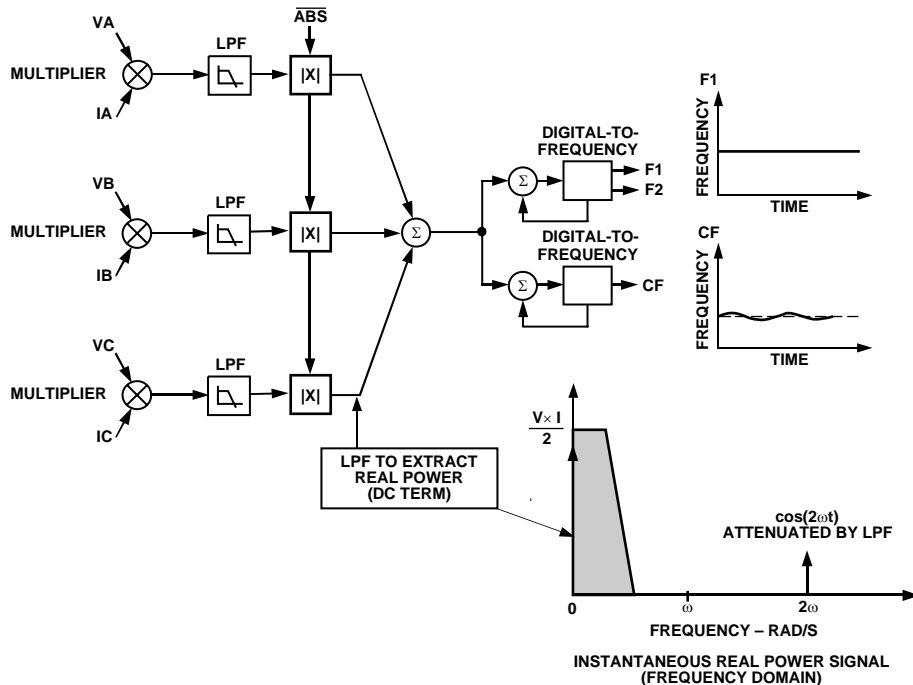 VA
ABS
LPF
MULTIPLIER
|X|
IA
VB
LPF
MULTIPLIER
|X|
IB
VC
LPF
MULTIPLIER
|X|
IC
Σ
DIGITAL-TO-
FREQUENCY
Σ
F1
F2
DIGITAL-TO-
FREQUENCY
Σ
CF
F1
FREQUENCY
TIME
CF
FREQUENCY
TIME
LPF TO EXTRACT
REAL POWER
(DC TERM)
V× I
2
cos(2ωt)
ATTENUATED BY LPF
0
ω
2ω
FREQUENCY – RAD/S
INSTANTANEOUS REAL POWER SIGNAL
(FREQUENCY DOMAIN)